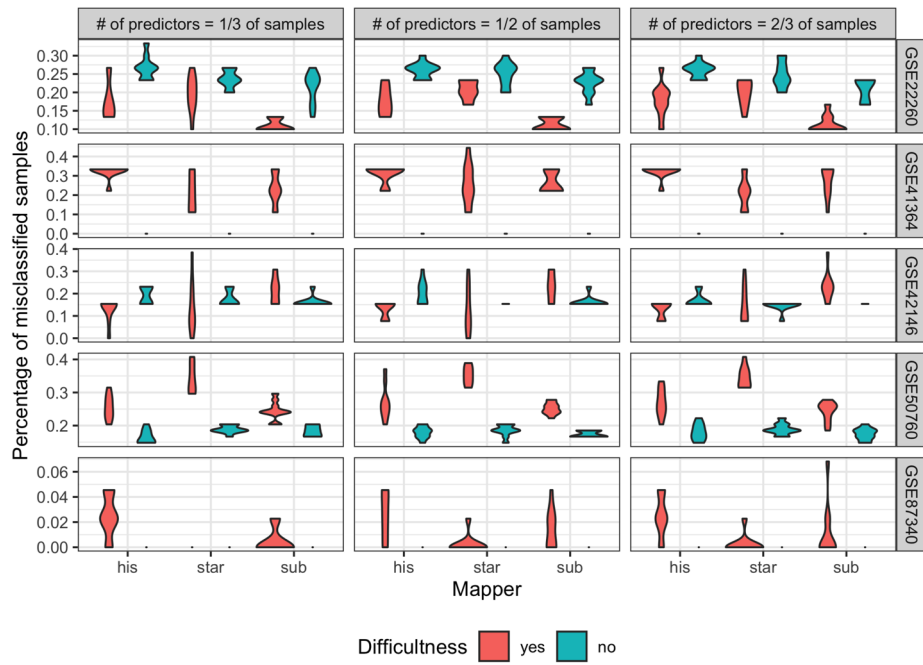 # of predictors = 1/3 of samples
# of predictors = 1/2 of samples
# of predictors = 2/3 of samples
Percentage of misclassified samples
0.30
0.25
0.20
0.15
0.10
GSE22260
0.4
0.3
0.2
0.1
0.0
GSE41364
0.4
0.3
0.2
0.1
0.0
GSE42146
0.4
0.3
0.2
GSE50760
0.06
0.04
0.02
0.00
GSE87340
his star sub
his star sub
his star sub
Mapper
Difficultness yes no